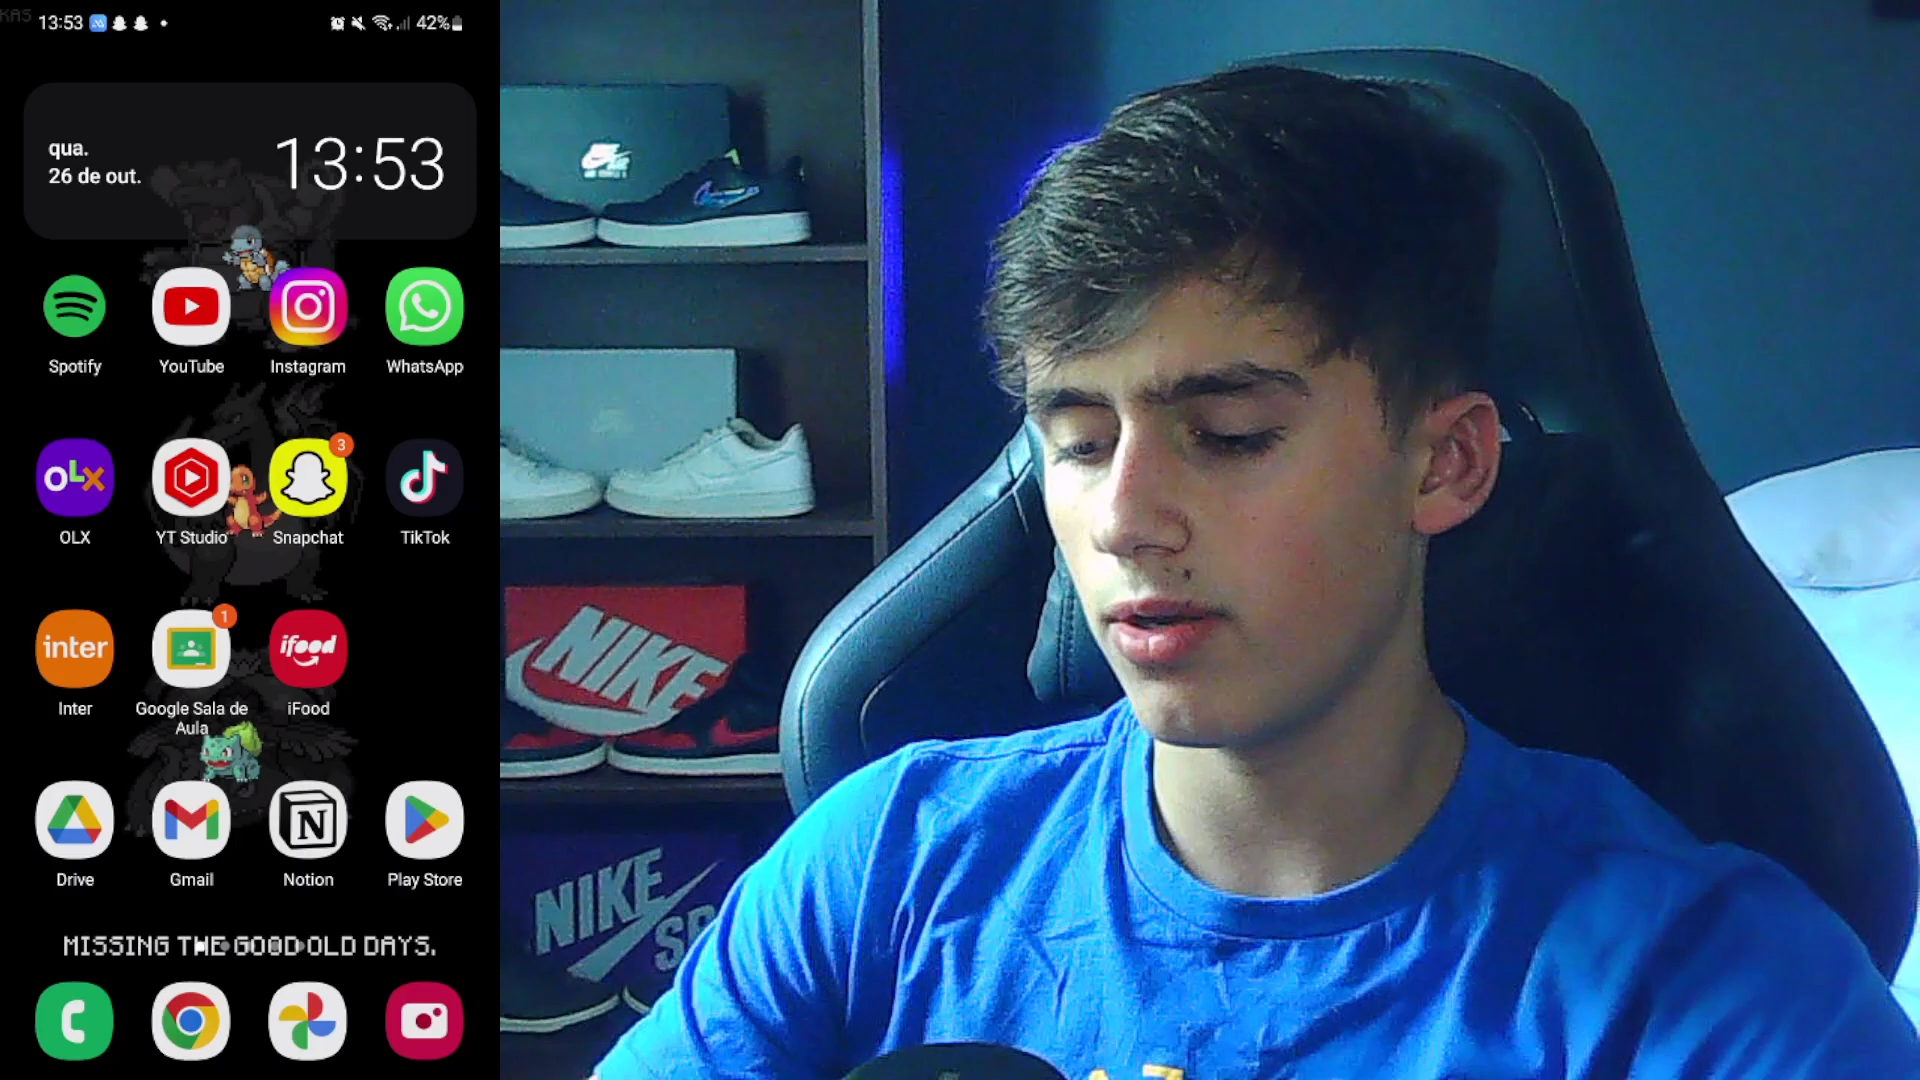 13:53
42%
qua.
26 de out.
13:53
Spotify
YouTube
Instagram
WhatsApp
OLX
3
OLX
YT Studio
Snapchat
TikTok
inter
1
ifood
Inter
Google Sala de
Aula
iFood
N
Drive
Gmail
Notion
Play Store
MISSING THE GOOD OLD DAYS.
NIKE
NIKE
SB